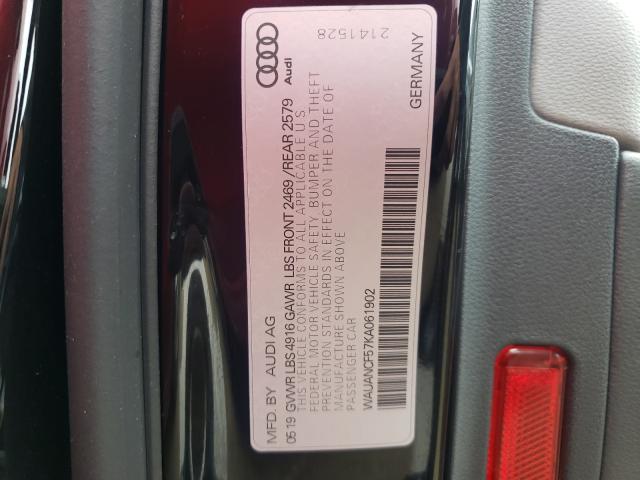 MFD. BY AUDI AG
05 19 GVWR LBS 4916 GAWR LBS FRONT 2469 /REAR 2579
THIS VEHICLE CONFORMS TO ALL APPLICABLE U S
FEDERAL MOTOR VEHICLE SAFETY, BUMPER AND THEFT
PREVENTION STANDARDS IN EFFECT ON THE DATE OF
MANUFACTURE SHOWN ABOVE
PASSENGER CAR
WAUANCF57KA061902
Audi
2141528
GERMANY